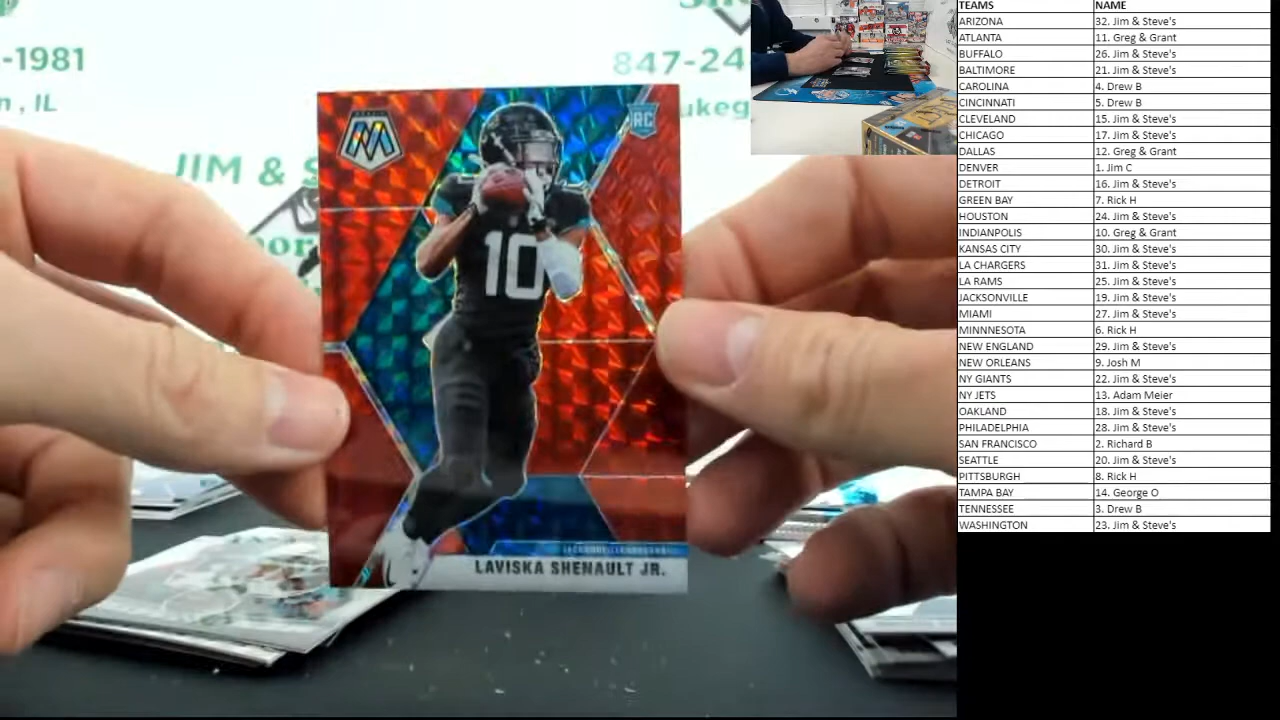 -1981
n , IL
847-24
ukeg
JIM & S
RC
10
LAVISKA SHENAULT JR.
TEAMS NAME
ARIZONA 32. Jim & Steve's
ATLANTA 11. Greg & Grant
BUFFALO 26. Jim & Steve's
BALTIMORE 21. Jim & Steve's
CAROLINA 4. Drew B
CINCINNATI 5. Drew B
CLEVELAND 15. Jim & Steve's
CHICAGO 17. Jim & Steve's
DALLAS 12. Greg & Grant
DENVER 1. Jim C
DETROIT 16. Jim & Steve's
GREEN BAY 7. Rick H
HOUSTON 24. Jim & Steve's
INDIANPOLIS 10. Greg & Grant
KANSAS CITY 30. Jim & Steve's
LA CHARGERS 31. Jim & Steve's
LA RAMS 25. Jim & Steve's
JACKSONVILLE 19. Jim & Steve's
MIAMI 27. Jim & Steve's
MINNNESOTA 6. Rick H
NEW ENGLAND 29. Jim & Steve's
NEW ORLEANS 9. Josh M
NY GIANTS 22. Jim & Steve's
NY JETS 13. Adam Meier
OAKLAND 18. Jim & Steve's
PHILADELPHIA 28. Jim & Steve's
SAN FRANCISCO 2. Richard B
SEATTLE 20. Jim & Steve's
PITTSBURGH 8. Rick H
TAMPA BAY 14. George O
TENNESSEE 3. Drew B
WASHINGTON 23. Jim & Steve's